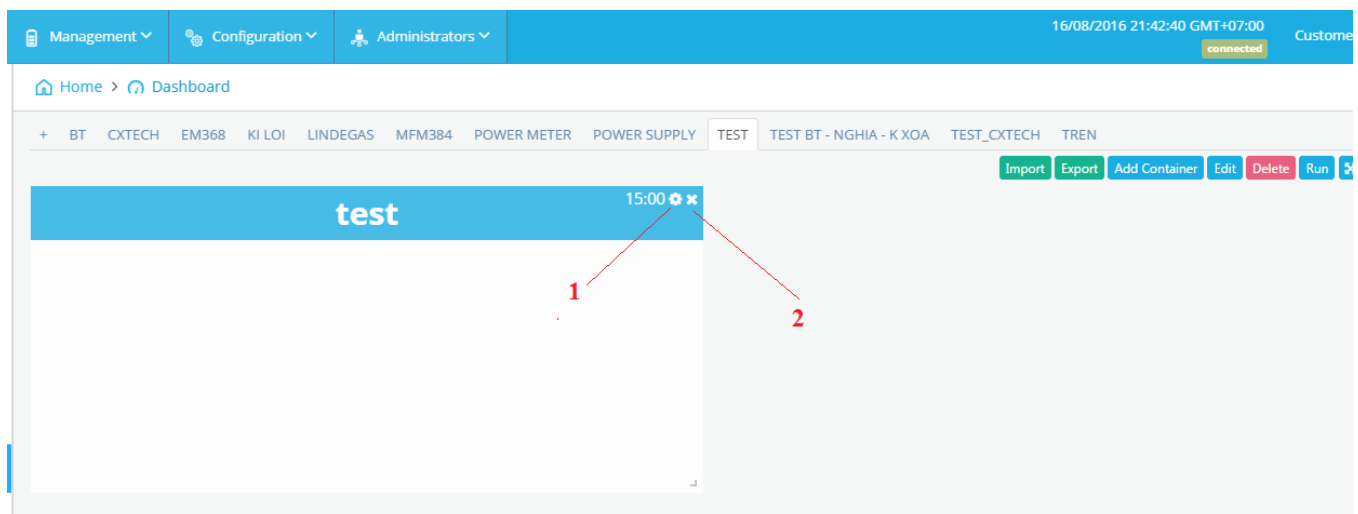 Management Configuration Administrators 16/08/2016 21:42:40 GMT+07:00 Custome
connected
Home > Dashboard
+ BT CXTECH EM368 KI LOI LINDEGAS MFM384 POWER METER POWER SUPPLY TEST TEST BT - NGHIA - K XOA TEST_CXTECH TREN
Import Export Add Container Edit Delete Run
test 15:00
1
2